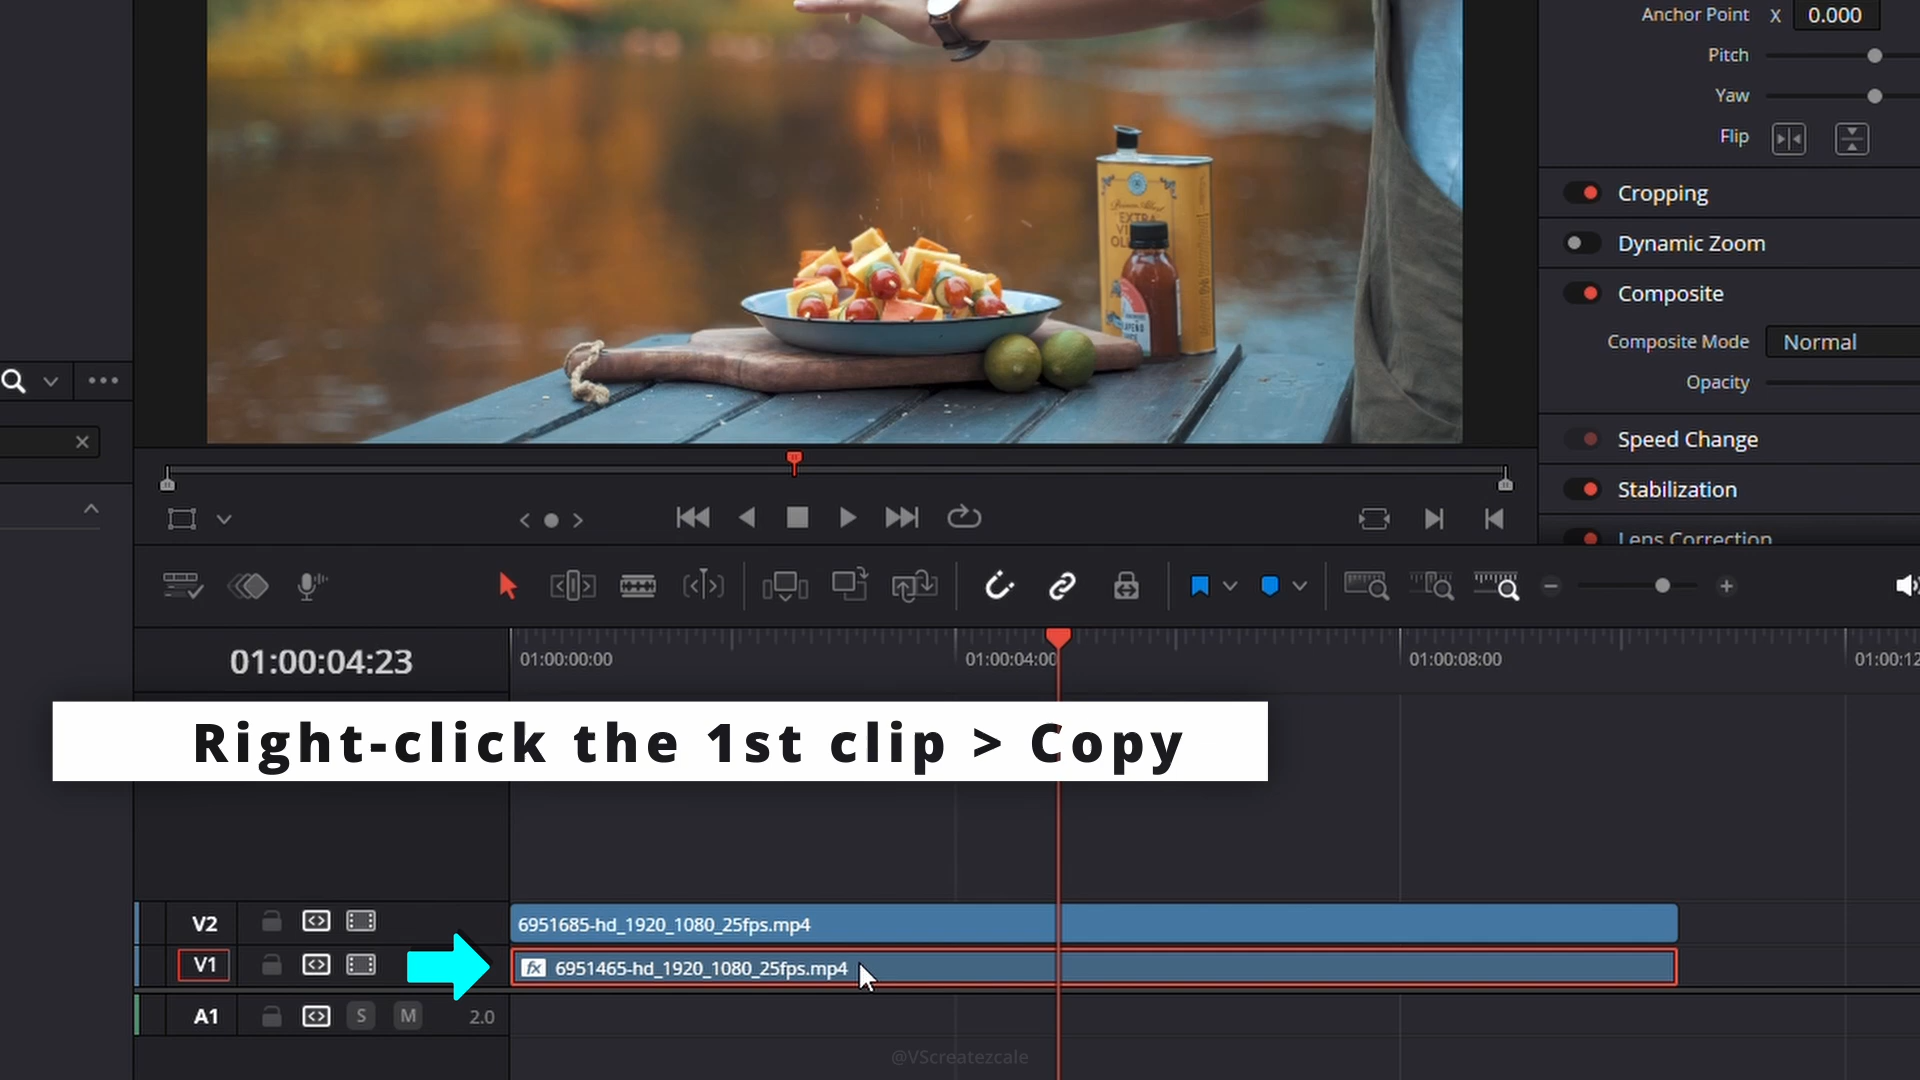 Anchor Point X 0.000
Pitch
Yaw
Flip
Cropping
Dynamic Zoom
Composite
Composite Mode Normal
Opacity
Speed Change
Stabilization
Lens Correction
EXTRA
JALAPEÑO
01:00:04:23
01:00:00:00 01:00:04:00 01:00:08:00 01:00:12
Right-click the 1st clip > Copy
V2 6951685-hd_1920_1080_25fps.mp4
V1 fx 6951465-hd_1920_1080_25fps.mp4
A1 S M 2.0
@VScreatezcale